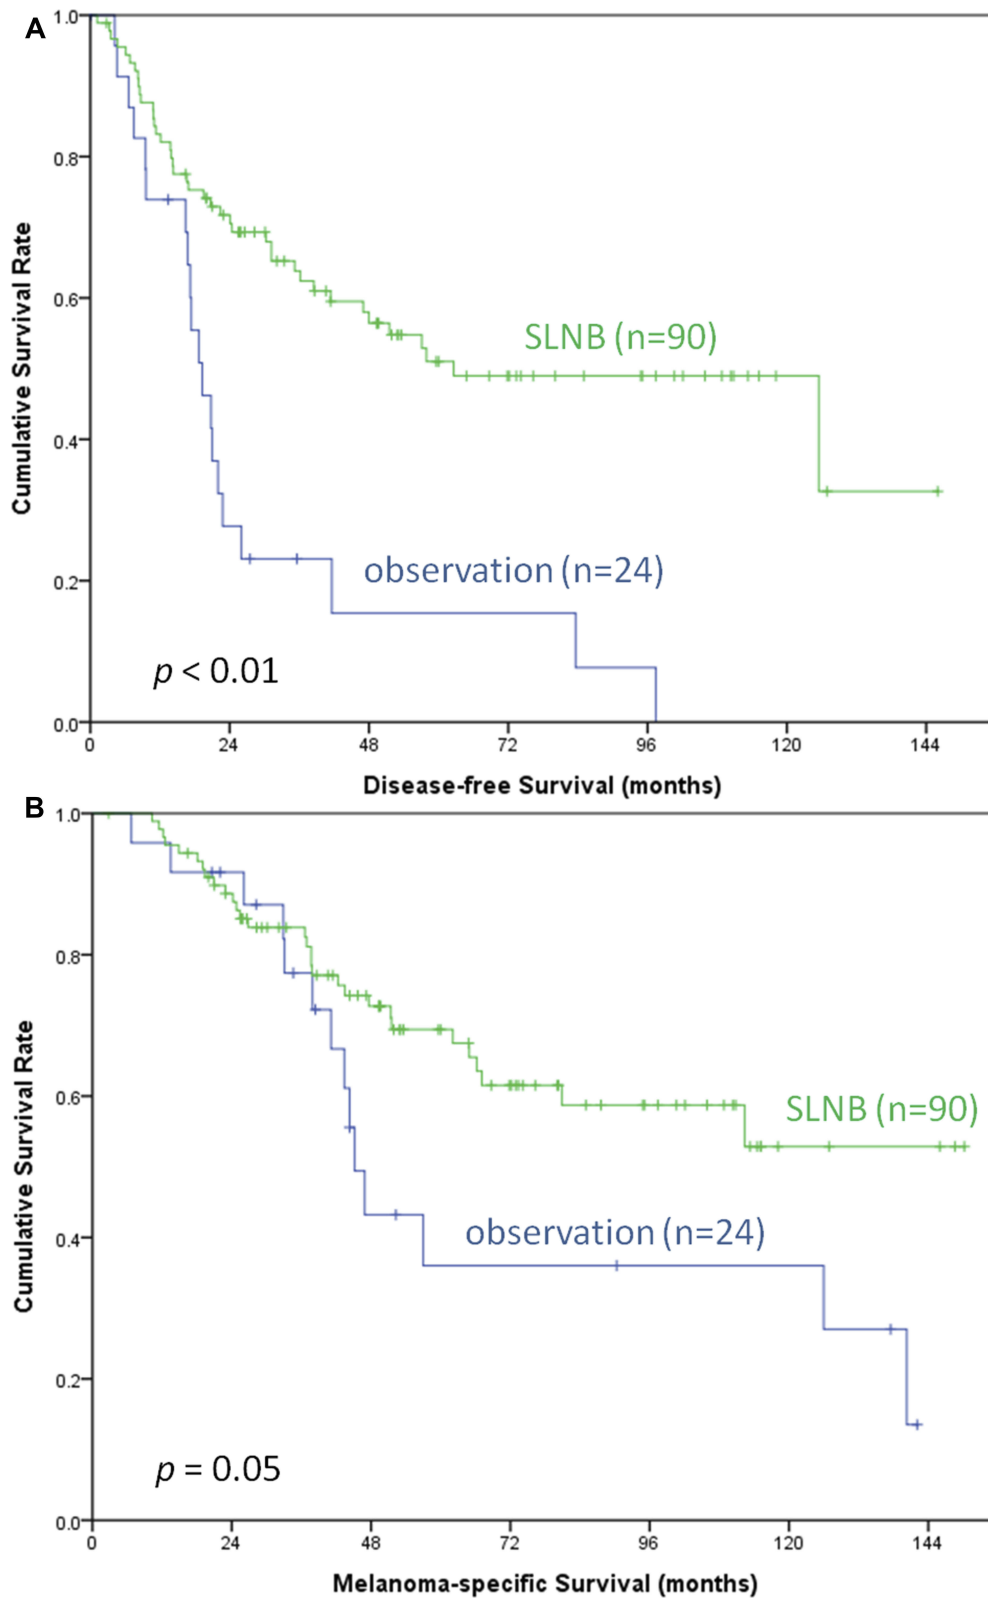 A
1.0
0.8
0.6
0.4
0.2
0.0
Cumulative Survival Rate
SLNB (n=90)
observation (n=24)
p < 0.01
0 24 48 72 96 120 144
Disease-free Survival (months)
B
1.0
0.8
0.6
0.4
0.2
0.0
Cumulative Survival Rate
SLNB (n=90)
observation (n=24)
p = 0.05
0 24 48 72 96 120 144
Melanoma-specific Survival (months)